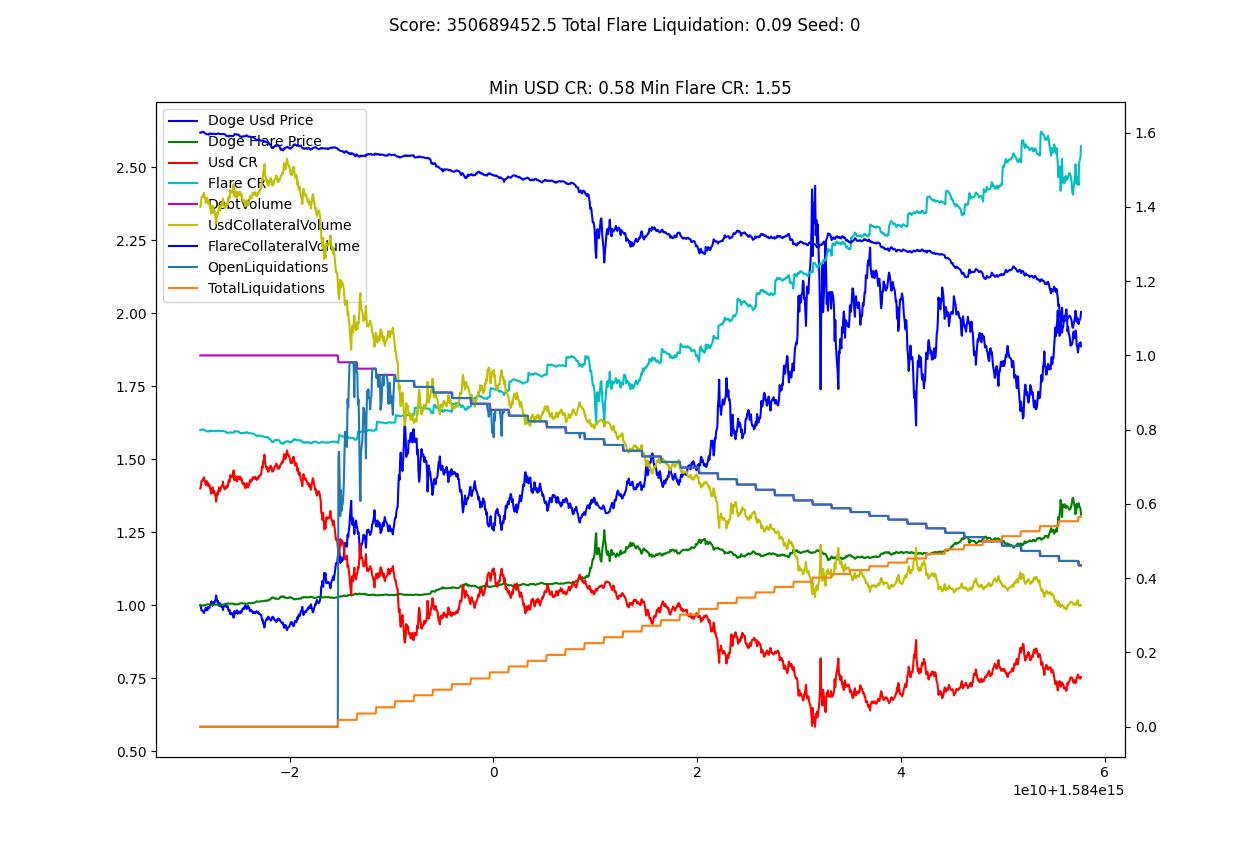 Score: 350689452.5 Total Flare Liquidation: 0.09 Seed: 0
Min USD CR: 0.58 Min Flare CR: 1.55
Doge Usd Price
Doge Flare Price
Usd CR
Flare CR
DebtVolume
UsdCollateralVolume
FlareCollateralVolume
OpenLiquidations
TotalLiquidations
2.50
2.25
2.00
1.75
1.50
1.25
1.00
0.75
0.50
1.6
1.4
1.2
1.0
0.8
0.6
0.4
0.2
0.0
−2
0
2
4
6
1e10+1.584e15